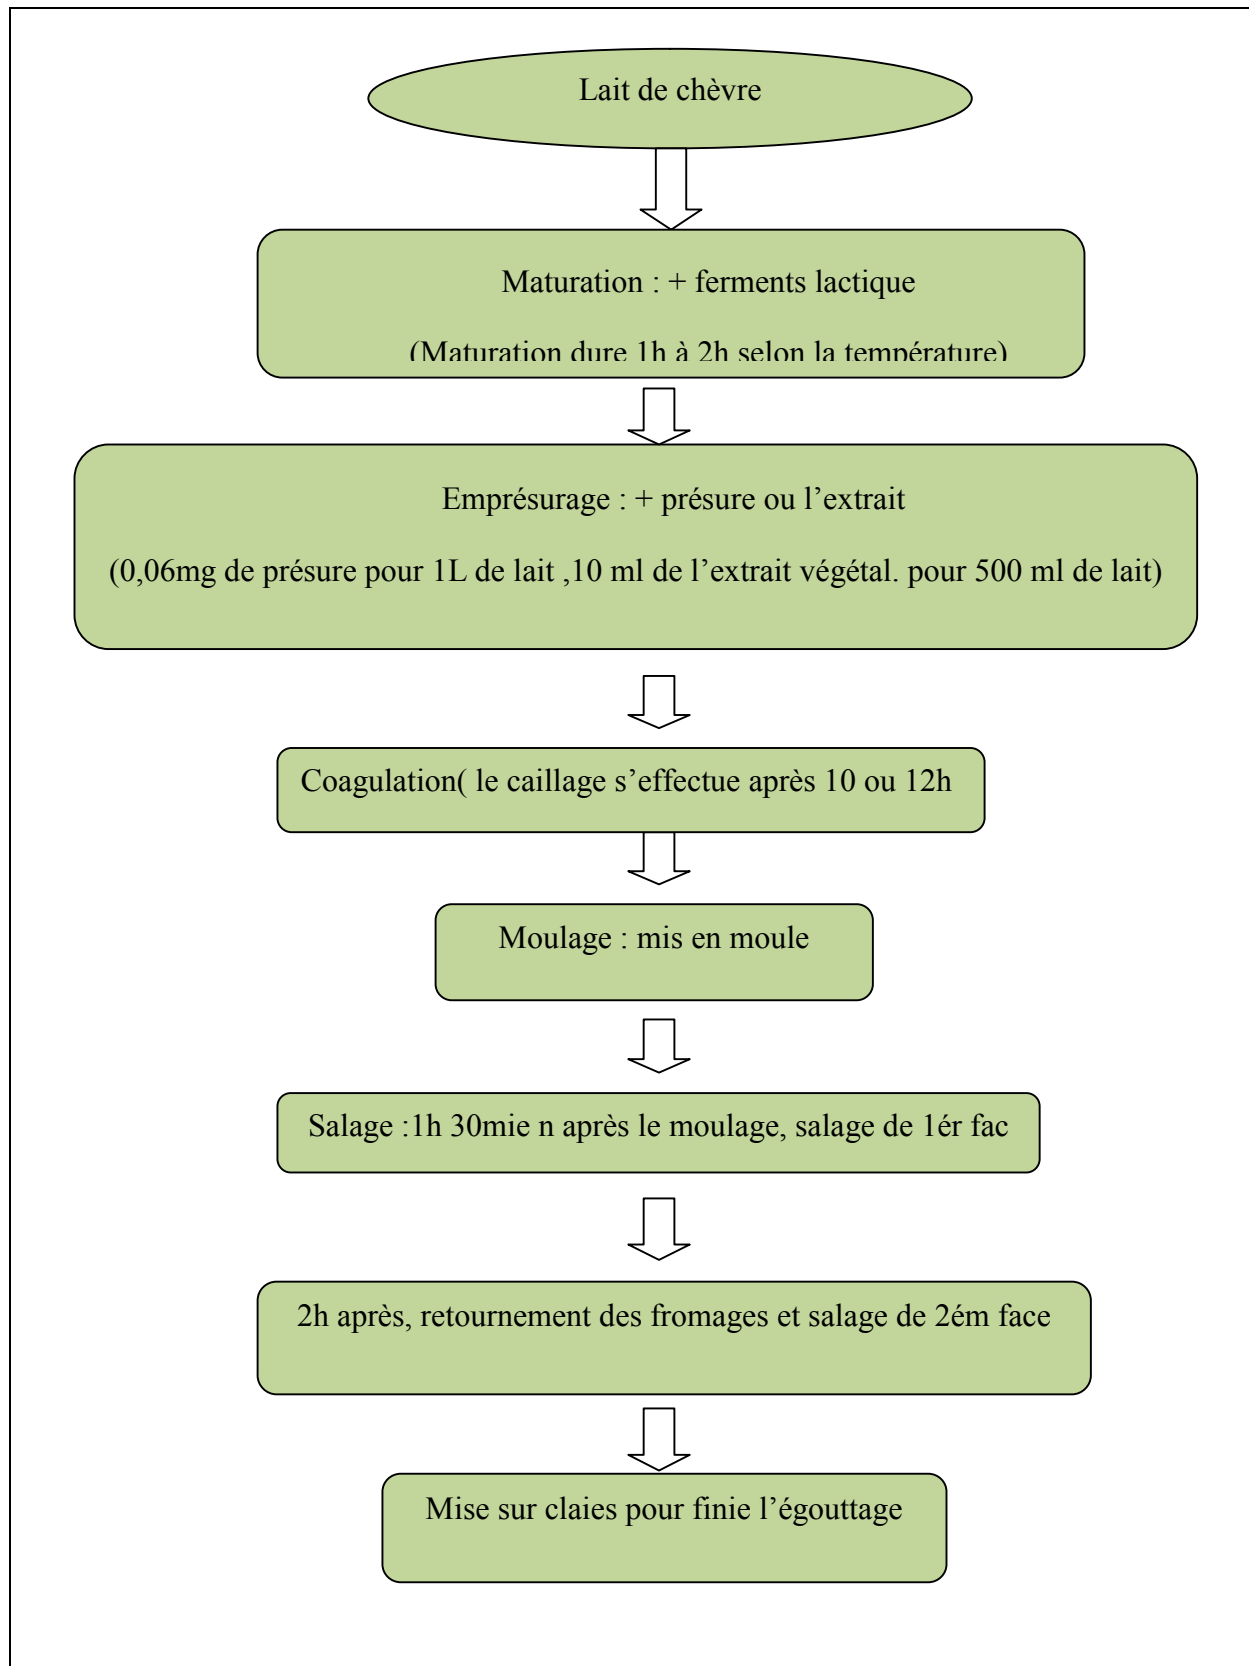 Lait de chèvre
Maturation : + ferments lactique
(Maturation dure 1h à 2h selon la température)
Emprésurage : + présure ou l’extrait
(0,06mg de présure pour 1L de lait ,10 ml de l’extrait végétal. pour 500 ml de lait)
Coagulation( le caillage s’effectue après 10 ou 12h
Moulage : mis en moule
Salage :1h 30mie n après le moulage, salage de 1ér fac
2h après, retournement des fromages et salage de 2ém face
Mise sur claies pour finie l’égouttage